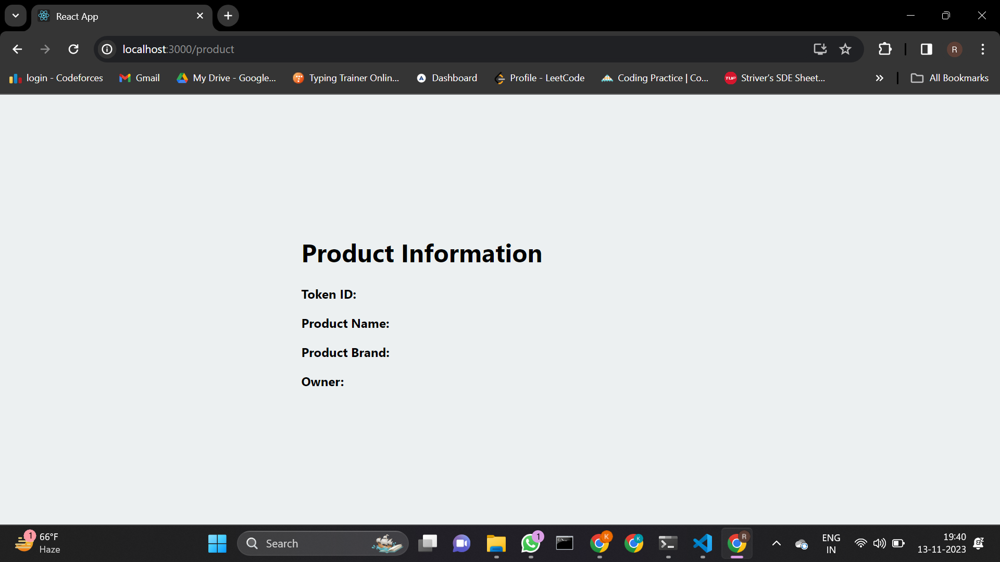 React App
localhost:3000/product
R
login - Codeforces
Gmail
My Drive - Google...
Typing Trainer Onlin...
Dashboard
Profile - LeetCode
Coding Practice | Co...
TUF
Striver's SDE Sheet...
All Bookmarks
Product Information
Token ID:
Product Name:
Product Brand:
Owner:
1
66°F
Haze
Search
1
K
K
R
ENG
IN
19:40
13-11-2023